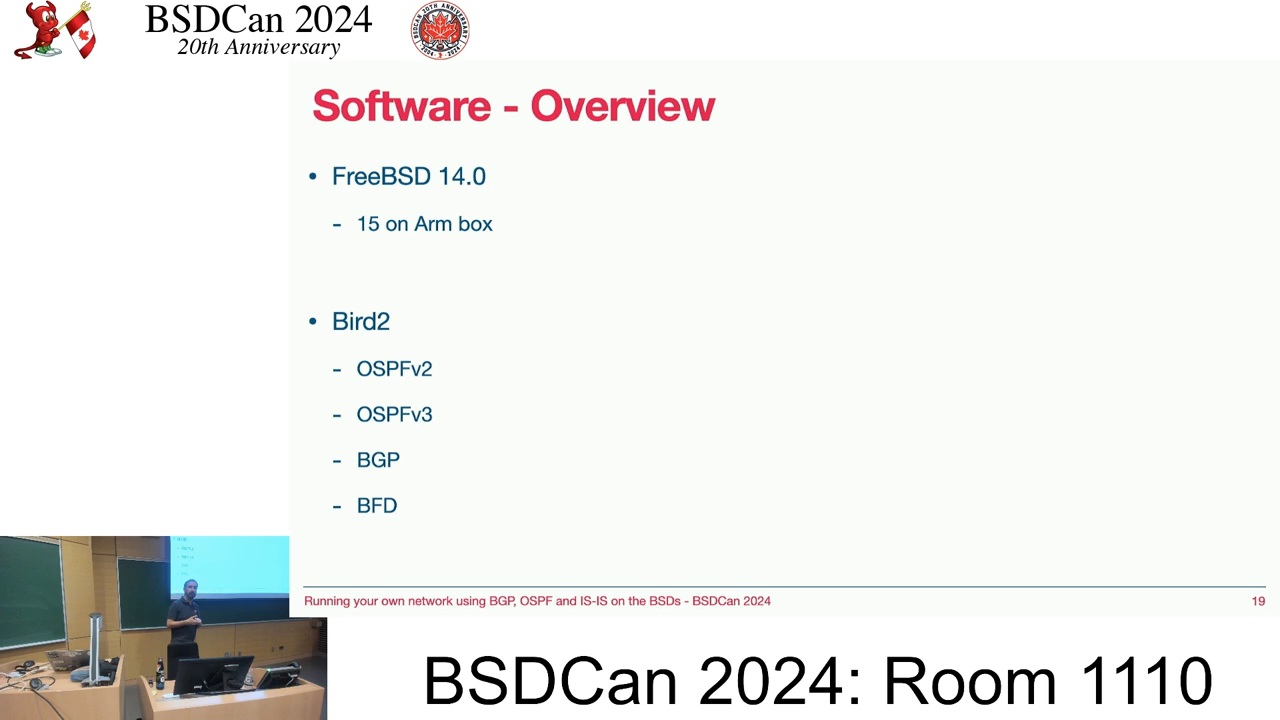 BSDCan 2024
20th Anniversary
Software - Overview
• FreeBSD 14.0
- 15 on Arm box
• Bird2
- OSPFv2
- OSPFv3
- BGP
- BFD
Running your own network using BGP, OSPF and IS-IS on the BSDs - BSDCan 2024
19
BSDCan 2024: Room 1110